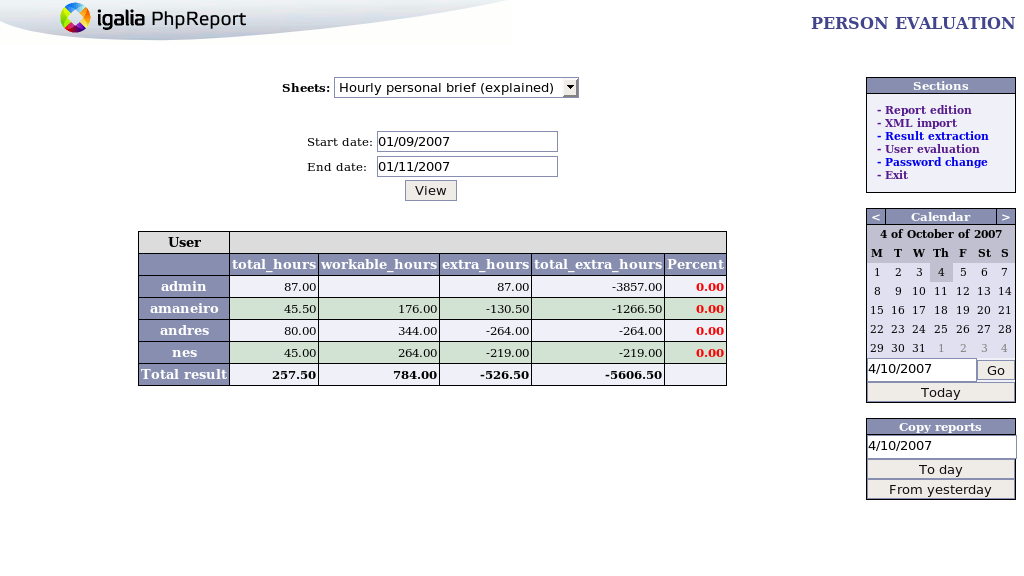 igalia PhpReport
PERSON EVALUATION
Sheets: Hourly personal brief (explained)
Start date: 01/09/2007
End date: 01/11/2007
View
User
total_hours workable_hours extra_hours total_extra_hours Percent
admin 87.00 87.00 -3857.00 0.00
amaneiro 45.50 176.00 -130.50 -1266.50 0.00
andres 80.00 344.00 -264.00 -264.00 0.00
nes 45.00 264.00 -219.00 -219.00 0.00
Total result 257.50 784.00 -526.50 -5606.50
Sections
- Report edition
- XML import
- Result extraction
- User evaluation
- Password change
- Exit
< Calendar >
4 of October of 2007
M T W Th F St S
1 2 3 4 5 6 7
8 9 10 11 12 13 14
15 16 17 18 19 20 21
22 23 24 25 26 27 28
29 30 31 1 2 3 4
4/10/2007 Go
Today
Copy reports
4/10/2007
To day
From yesterday